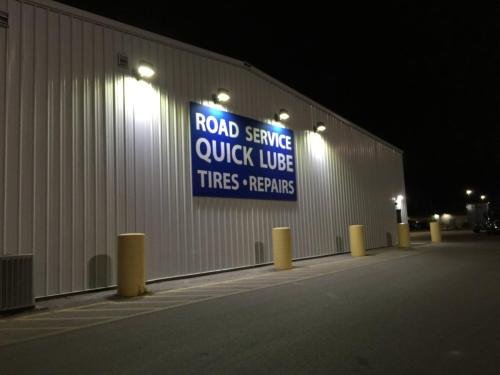 ROAD SERVICE
QUICK LUBE
TIRES • REPAIRS